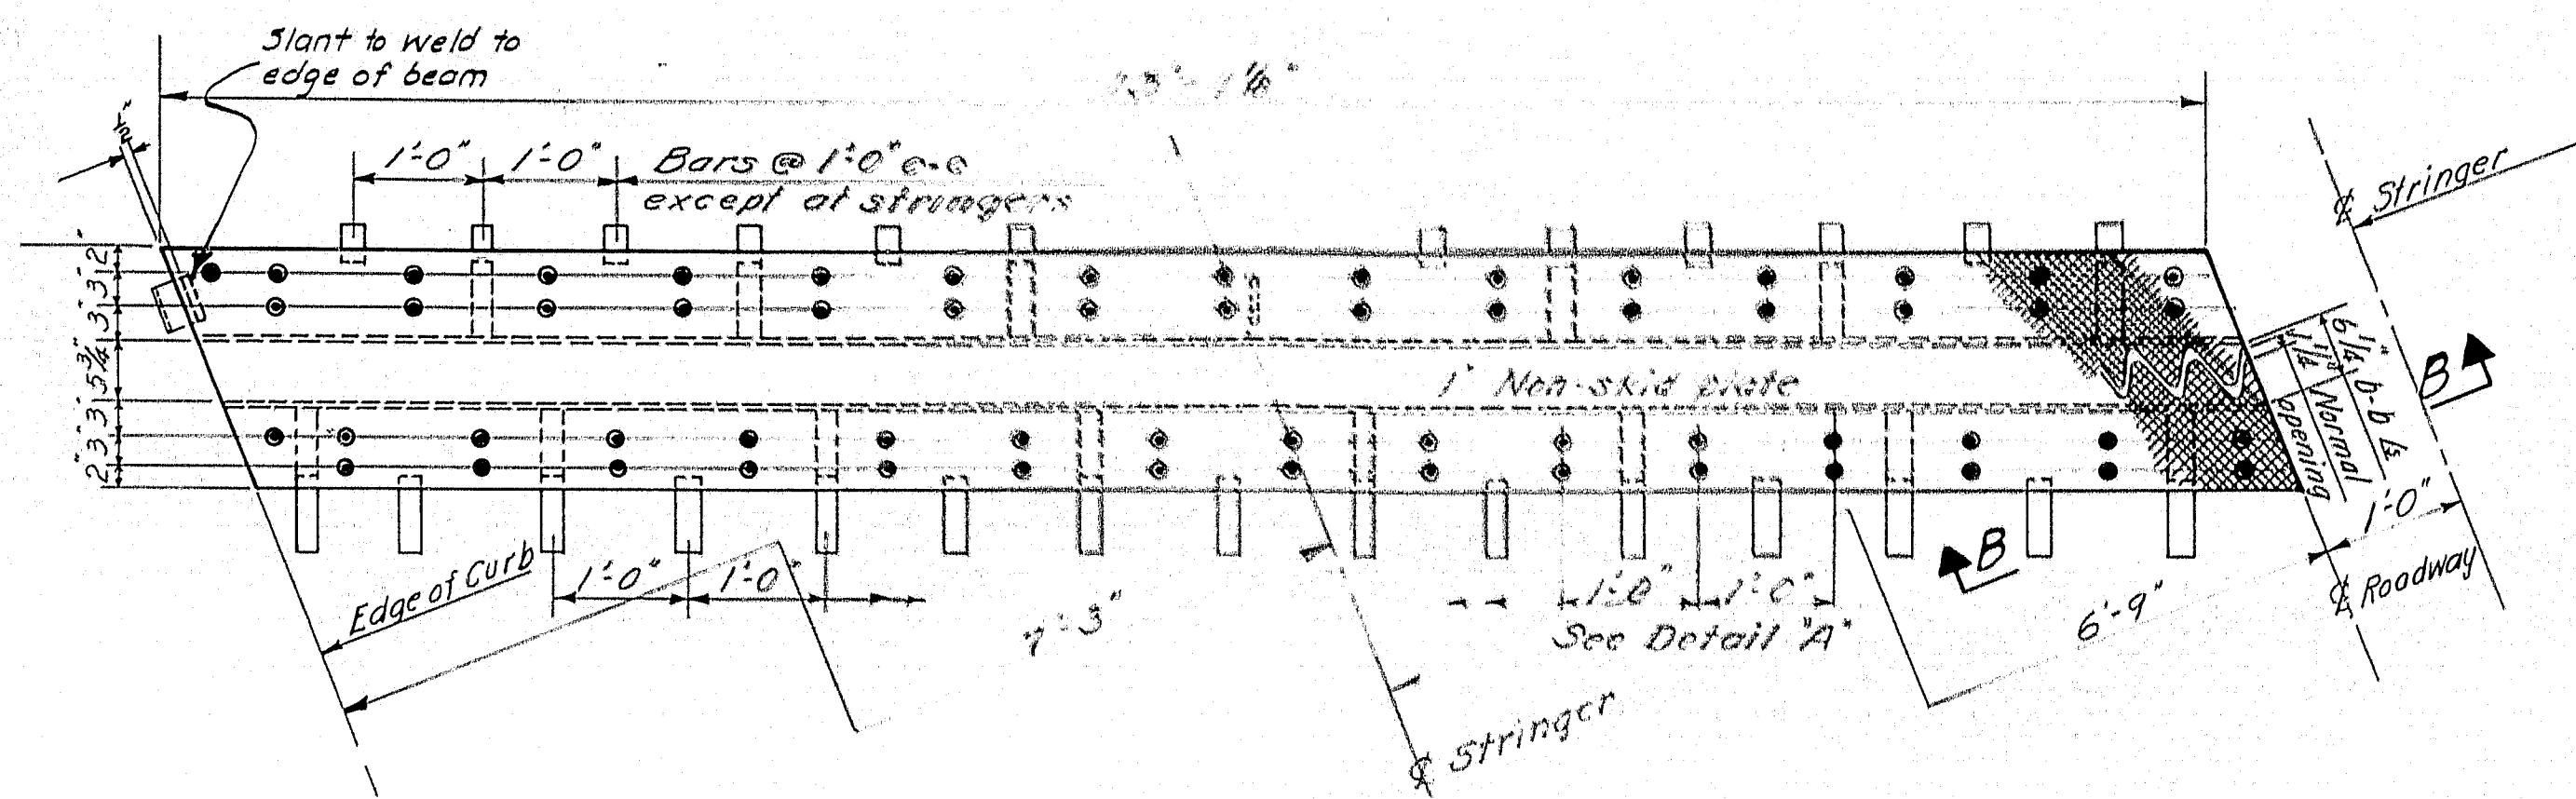 Slant to weld to
edge of beam
1/2"
1'-0" 1'-0" Bars @ 1'-0" c-c
except at stringers
℄ Stringer
2"
3"
3"
5 3/4"
3"
3"
2"
1" Non-skid plate
6 1/4" b-b ∠s
1 1/4" Normal
opening
B
B
1'-0"
Edge of Curb
1'-0" 1'-0"
1'-0" 1'-0"
See Detail "A"
6'-9"
℄ Roadway
℄ Stringer